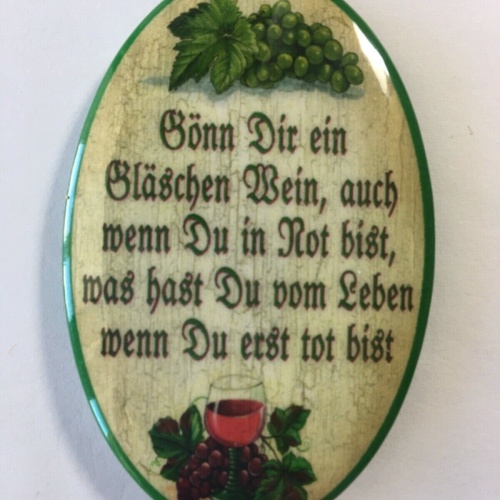 Gönn Dir ein
Gläschen Wein, auch
wenn Du in Not bist,
was hast Du vom Leben
wenn Du erst tot bist